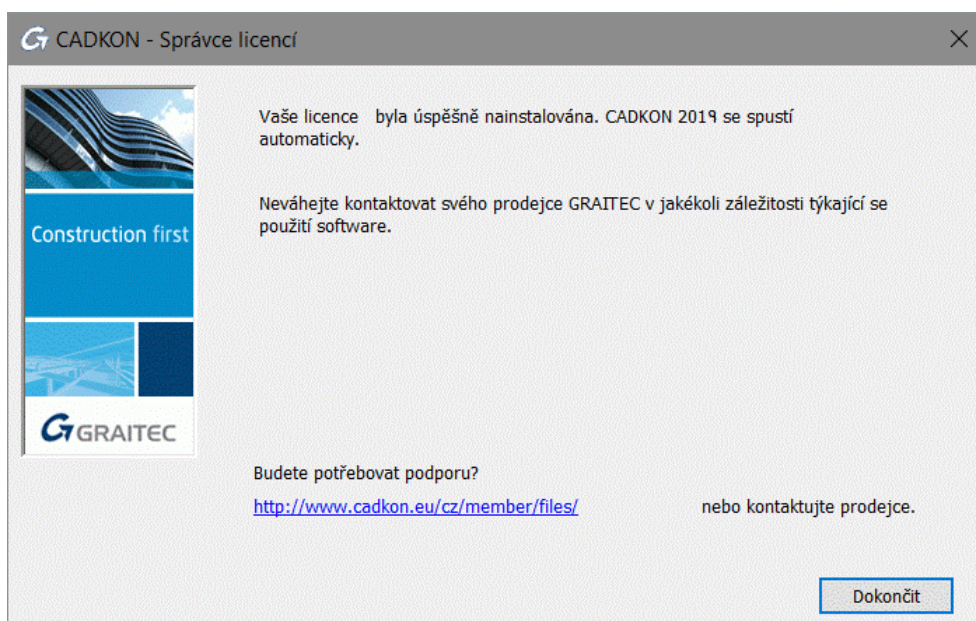 CADKON - Správce licencí
Vaše licence byla úspěšně nainstalována. CADKON 2019 se spustí
automaticky.
Neváhejte kontaktovat svého prodejce GRAITEC v jakékoli záležitosti týkající se
použití software.
Construction first
GRAITEC
Budete potřebovat podporu?
http://www.cadkon.eu/cz/member/files/ nebo kontaktujte prodejce.
Dokončit